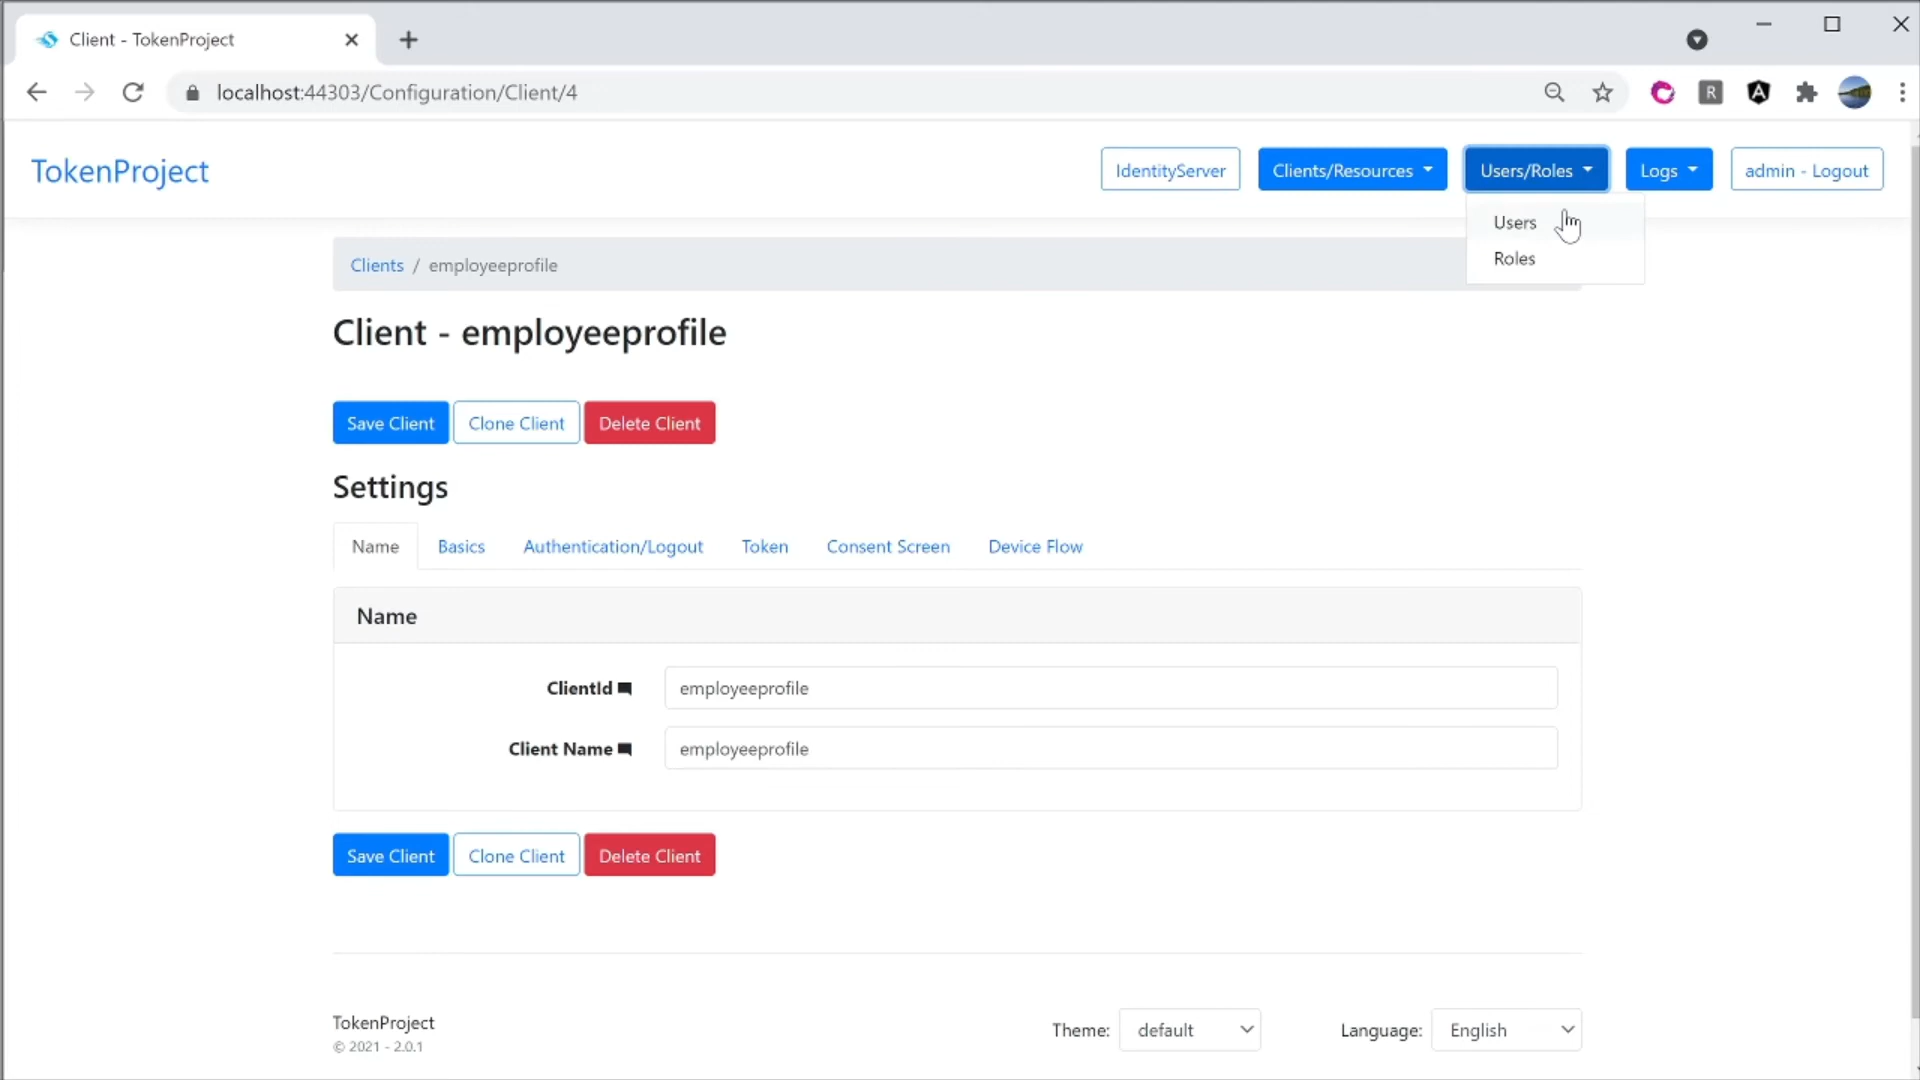 Client - TokenProject
localhost:44303/Configuration/Client/4
R
A
TokenProject
IdentityServer
Clients/Resources
Users/Roles
Logs
admin - Logout
Users
Roles
Clients / employeeprofile
Client - employeeprofile
Save Client
Clone Client
Delete Client
Settings
Name
Basics
Authentication/Logout
Token
Consent Screen
Device Flow
Name
ClientId
employeeprofile
Client Name
employeeprofile
Save Client
Clone Client
Delete Client
TokenProject
© 2021 - 2.0.1
Theme:
default
Language:
English